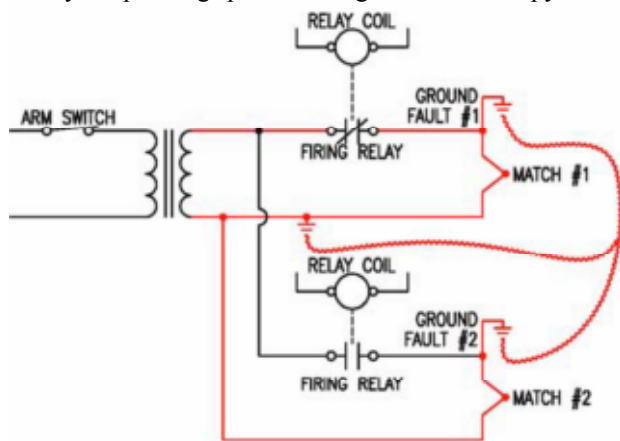 RELAY COIL
ARM SWITCH
GROUND
FAULT #1
FIRING RELAY
MATCH #1
RELAY COIL
GROUND
FAULT #2
FIRING RELAY
MATCH #2